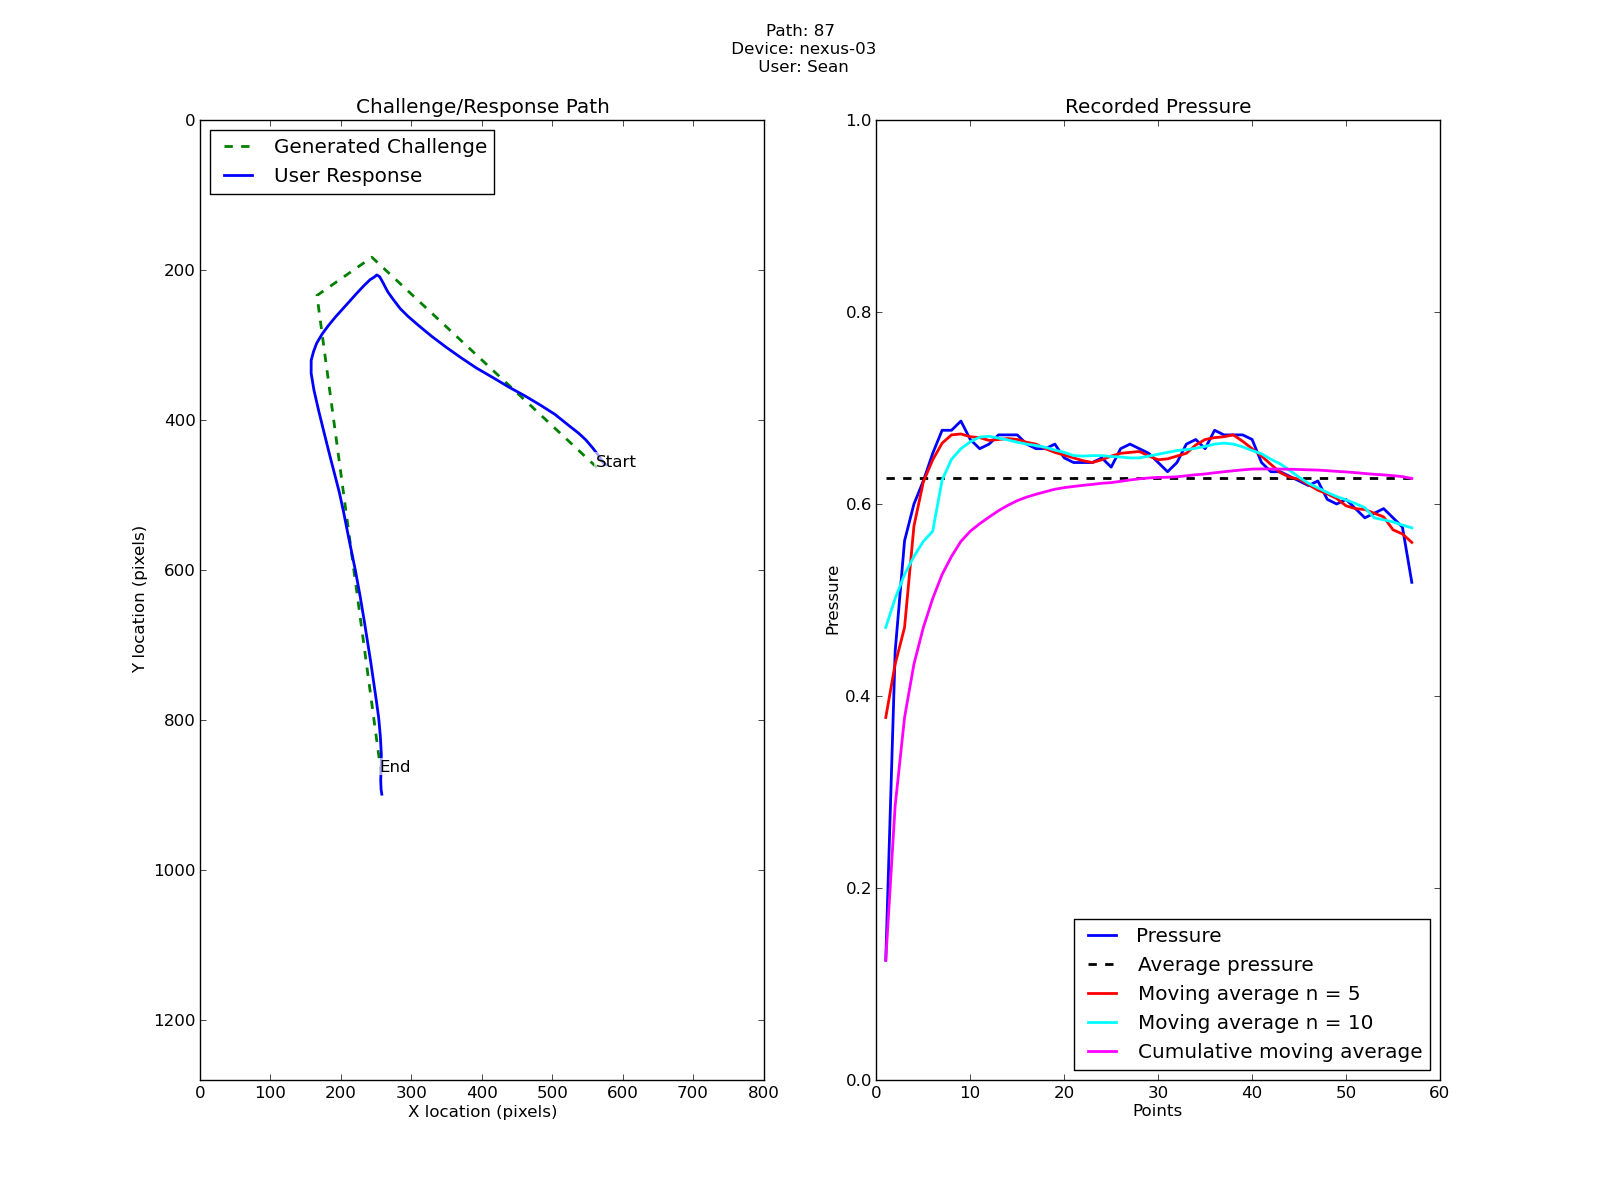 Path: 87
Device: nexus-03
User: Sean
Challenge/Response Path
Generated Challenge
User Response
Start
End
0
200
400
600
800
1000
1200
Y location (pixels)
0 100 200 300 400 500 600 700 800
X location (pixels)
Recorded Pressure
1.0
0.8
0.6
0.4
0.2
0.0
Pressure
Pressure
Average pressure
Moving average n = 5
Moving average n = 10
Cumulative moving average
0 10 20 30 40 50 60
Points